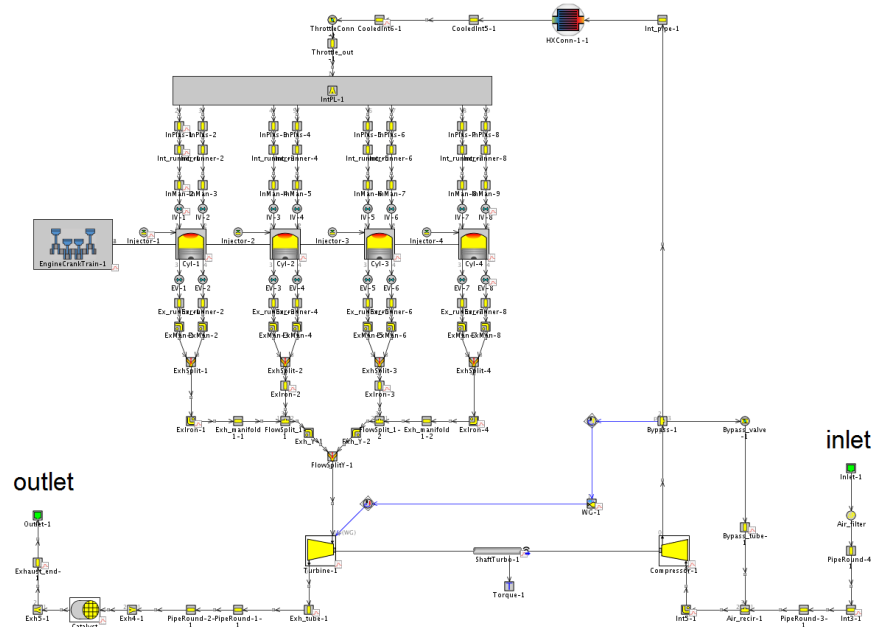 ThrottleConn
CooledInt6-1
CooledInt5-1
HXConn-1-1
Int_pipe-1
Throttle_out
IntPL-1
InPlas-2
InPlas-4
InPlas-6
InPlas-8
Int_runner-2
Int_runner-4
Int_runner-6
Int_runner-8
InMan-3
InMan-5
InMan-7
InMan-9
IV-1
IV-2
IV-3
IV-4
IV-5
IV-6
IV-7
IV-8
Injector-1
Injector-2
Injector-3
Injector-4
EngineCrankTrain-1
Cyl-1
Cyl-2
Cyl-3
Cyl-4
EV-1
EV-2
EV-3
EV-4
EV-5
EV-6
EV-7
EV-8
Ex_runner-2
Ex_runner-4
Ex_runner-6
Ex_runner-8
ExMan-2
ExMan-4
ExMan-6
ExMan-8
ExhSplit-1
ExhSplit-2
ExhSplit-3
ExhSplit-4
ExIron-2
ExIron-3
ExIron-1
Exh_manifold
1-1
FlowSplit_1-
1
Exh_Y-1
Exh_Y-2
FlowSplit_1-
2
Exh_manifold
1-2
ExIron-4
Bypass-1
Bypass_valve
-1
inlet
FlowSplitY-1
Inlet-1
outlet
(WG)
WG-1
Outlet-1
Air_filter
Bypass_tube-
1
PipeRound-4
Exhaust_end-
1
Turbine-1
ShaftTurbo-1
Compressor-1
Torque-1
Exh5-1
Catalyst
Exh4-1
PipeRound-2-
1
PipeRound-1-
1
Exh_tube-1
Int5-1
Air_recir-1
PipeRound-3-
1
Int3-1